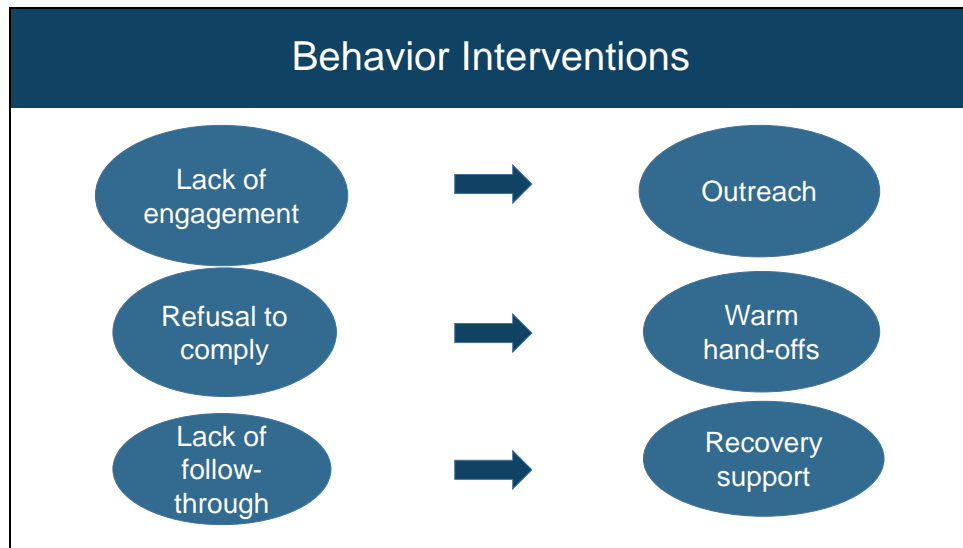 Behavior Interventions
Lack of
engagement
Outreach
Refusal to
comply
Warm
hand-offs
Lack of
follow-
through
Recovery
support